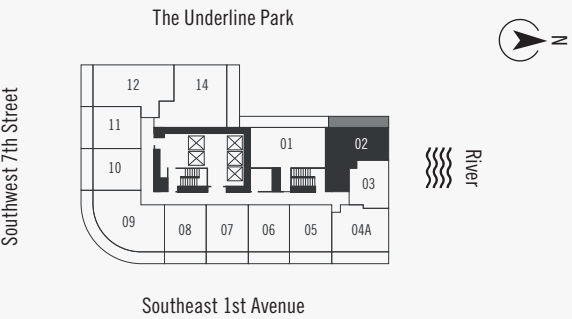 The Underline Park
N
Southwest 7th Street
12
14
11
01
02
10
03
River
09
08
07
06
05
04A
Southeast 1st Avenue